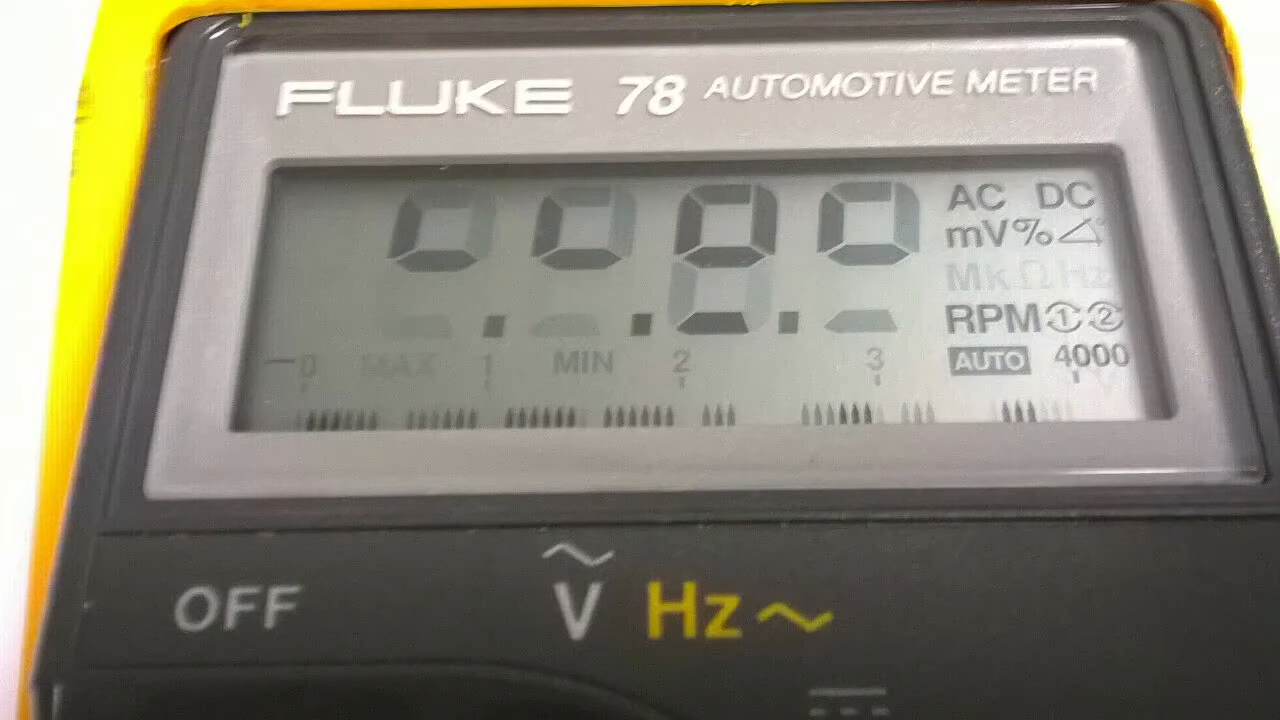 FLUKE 78 AUTOMOTIVE METER
AC DC
mV%
MkΩHz
RPM①②
0 MAX 1 MIN 2 3 AUTO 4000
OFF V Hz